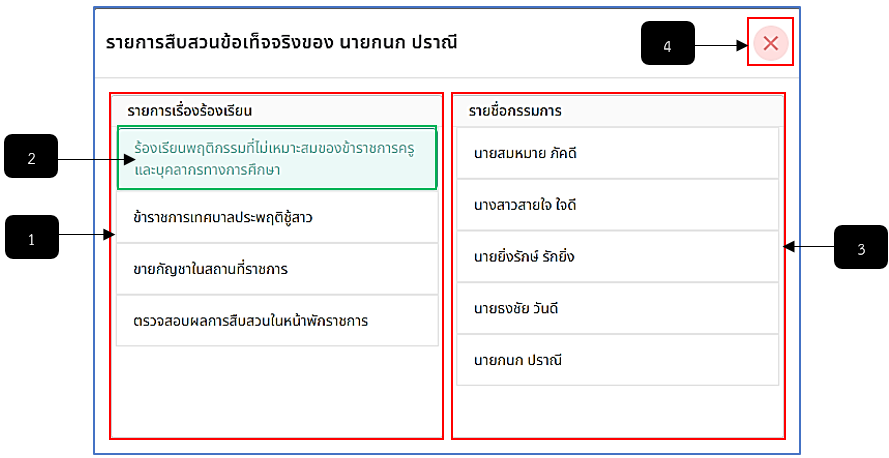 รายการสืบสวนข้อเท็จจริงของ นายกนก ปราณี
4
รายการเรื่องร้องเรียน
ร้องเรียนพฤติกรรมที่ไม่เหมาะสมของข้าราชการครู
และบุคลากรทางการศึกษา
2
ข้าราชการเทศบาลประพฤติชู้สาว
1
ขายกัญชาในสถานที่ราชการ
ตรวจสอบผลการสืบสวนในหน้าพักราชการ
รายชื่อกรรมการ
นายสมหมาย ภัคดี
นางสาวสายใจ ใจดี
นายยิ่งรักษ์ รักยิ่ง
3
นายธงชัย วันดี
นายกนก ปราณี